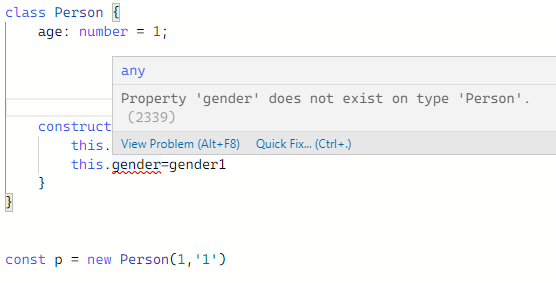 class Person {
age: number = 1;
any
Property 'gender' does not exist on type 'Person'.
(2339)
View Problem (Alt+F8) Quick Fix... (Ctrl+.)
construct
this.
this.gender=gender1
}
}
const p = new Person(1,'1')